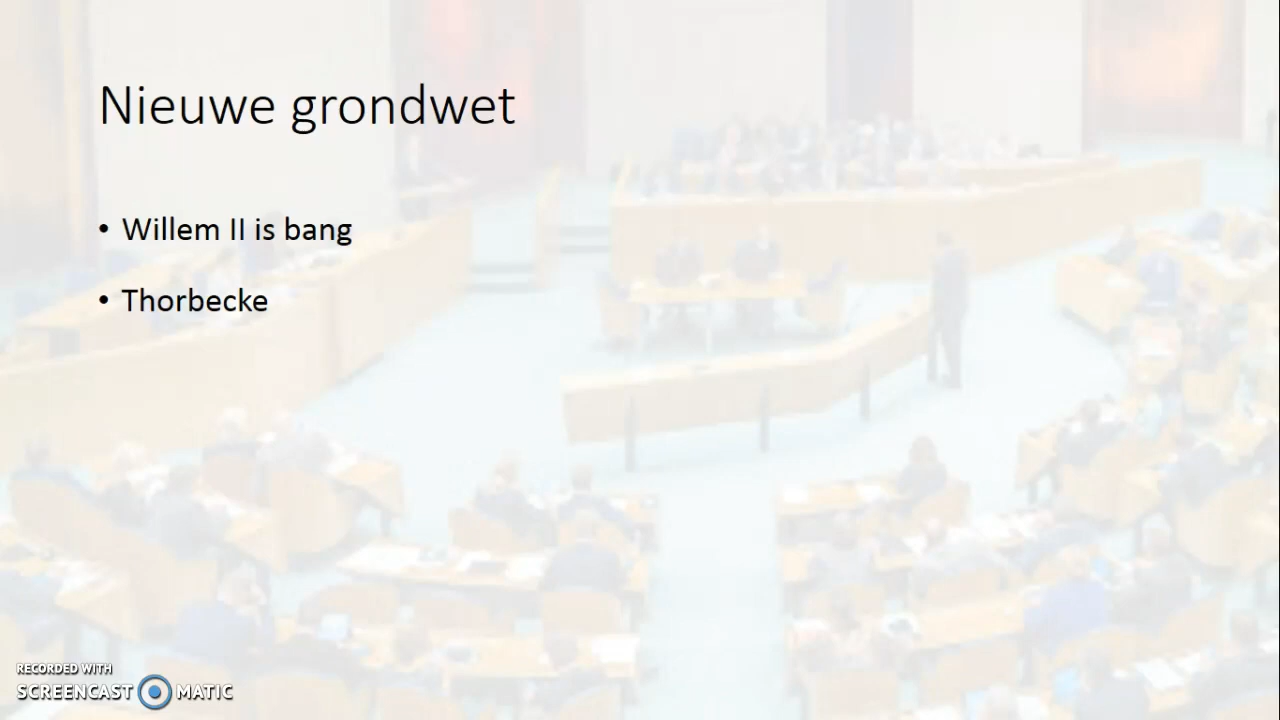 Nieuwe grondwet
• Willem II is bang
• Thorbecke
RECORDED WITH
SCREENCAST MATIC